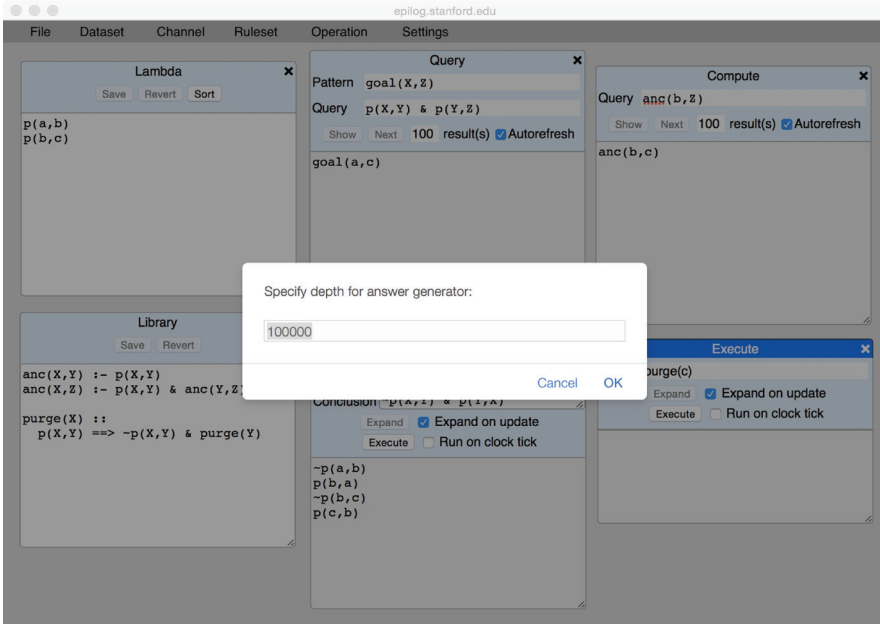 epilog.stanford.edu
File Dataset Channel Ruleset Operation Settings
Lambda
Save Revert Sort
p(a,b)
p(b,c)
Query
Pattern goal(X,Z)
Query p(X,Y) & p(Y,Z)
Show Next 100 result(s) Autorefresh
goal(a,c)
Compute
Query anc(b,Z)
Show Next 100 result(s) Autorefresh
anc(b,c)
Specify depth for answer generator:
100000
Cancel OK
Library
Save Revert
anc(X,Y) :- p(X,Y)
anc(X,Z) :- p(X,Y) & anc(Y,Z)
purge(X) ::
p(X,Y) ==> ~p(X,Y) & purge(Y)
Conclusion ~p(X,Y) & p(Y,X)
Expand Expand on update
Execute Run on clock tick
~p(a,b)
p(b,a)
~p(b,c)
p(c,b)
Execute
purge(c)
Expand Expand on update
Execute Run on clock tick